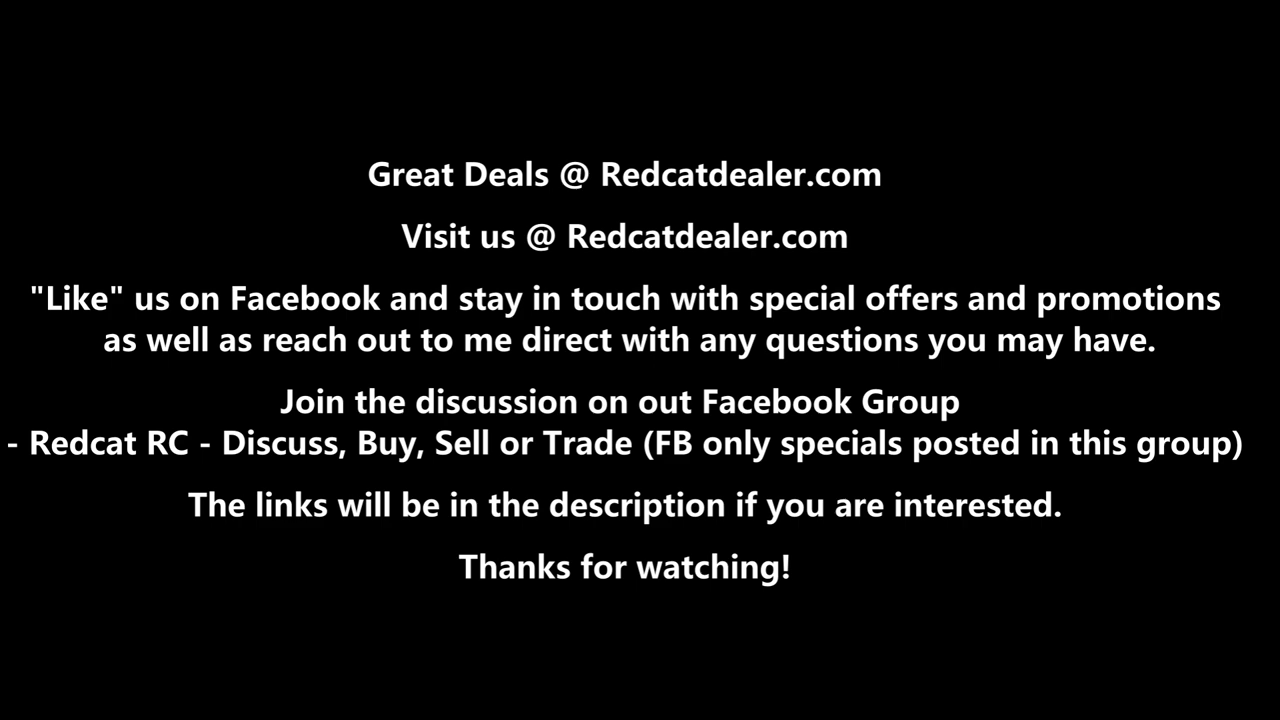 Great Deals @ Redcatdealer.com
Visit us @ Redcatdealer.com
"Like" us on Facebook and stay in touch with special offers and promotions
as well as reach out to me direct with any questions you may have.
Join the discussion on out Facebook Group
- Redcat RC - Discuss, Buy, Sell or Trade (FB only specials posted in this group)
The links will be in the description if you are interested.
Thanks for watching!